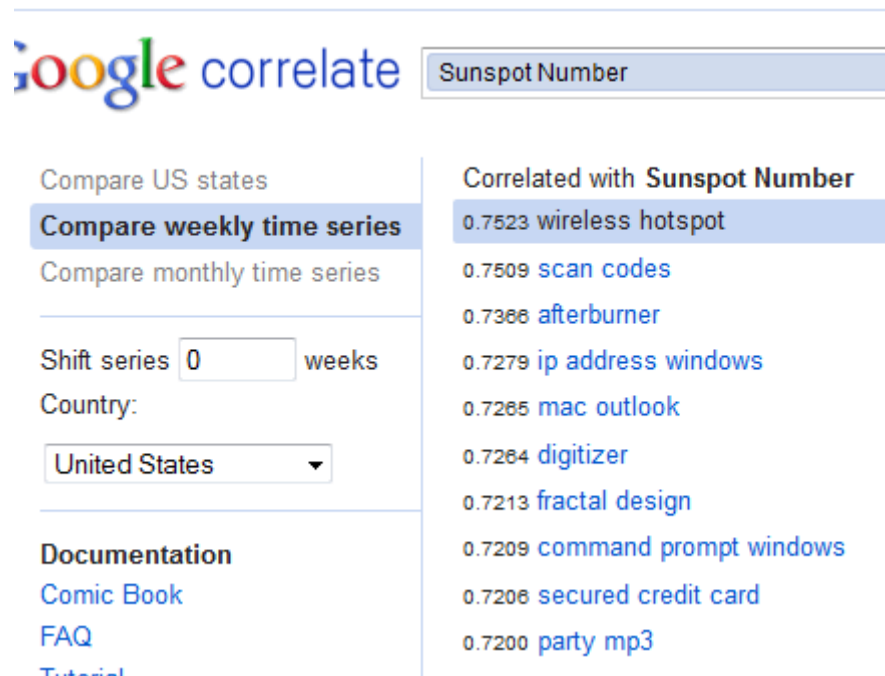 Google correlate
Sunspot Number
Compare US states
Compare weekly time series
Compare monthly time series
Shift series 0 weeks
Country:
United States
Documentation
Comic Book
FAQ
Tutorial
Correlated with Sunspot Number
0.7523 wireless hotspot
0.7509 scan codes
0.7366 afterburner
0.7279 ip address windows
0.7265 mac outlook
0.7264 digitizer
0.7213 fractal design
0.7209 command prompt windows
0.7206 secured credit card
0.7200 party mp3